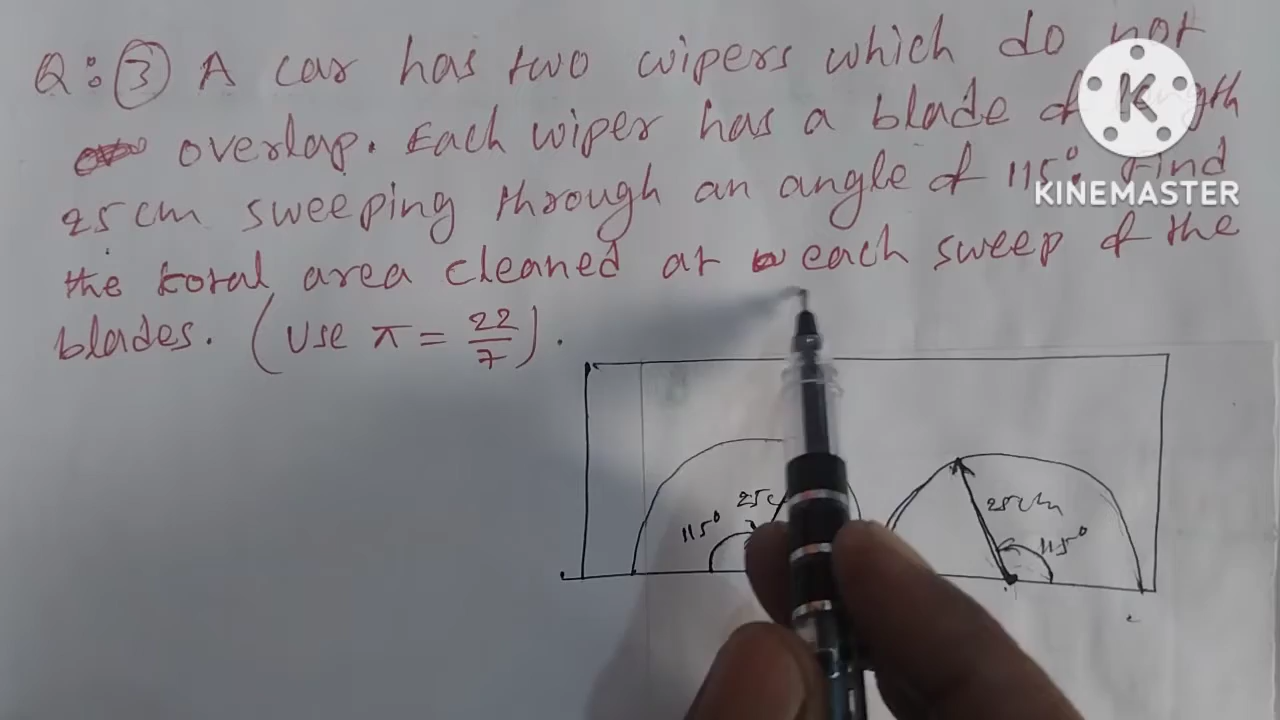 Q: ③ A car has two wipers which do not
overlap. Each wiper has a blade of length
25 cm sweeping through an angle of 115°. Find
the total area cleaned at each sweep of the
blades. (Use π = 22/7).
K
KINEMASTER
25c
115°
25cm
115°